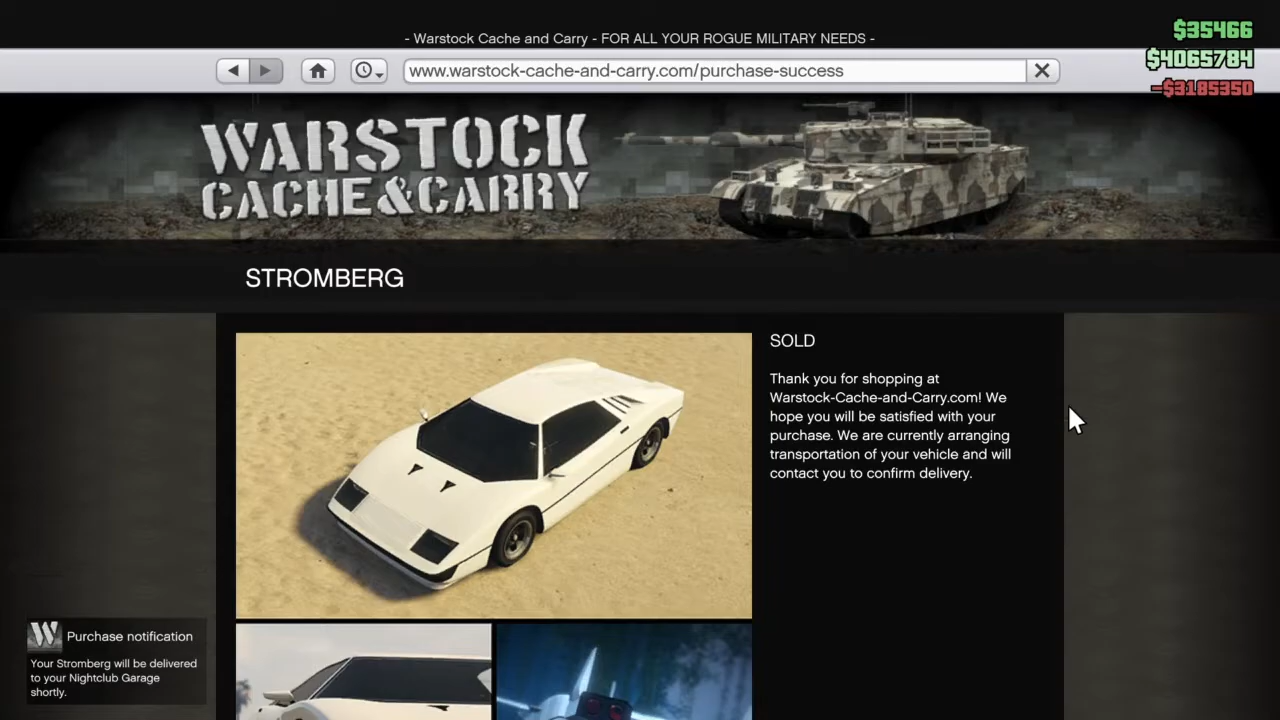 - Warstock Cache and Carry - FOR ALL YOUR ROGUE MILITARY NEEDS -
$35466
$4065784
-$3185350
www.warstock-cache-and-carry.com/purchase-success
WARSTOCK
CACHE&CARRY
STROMBERG
SOLD
Thank you for shopping at
Warstock-Cache-and-Carry.com! We
hope you will be satisfied with your
purchase. We are currently arranging
transportation of your vehicle and will
contact you to confirm delivery.
W
Purchase notification
Your Stromberg will be delivered
to your Nightclub Garage
shortly.